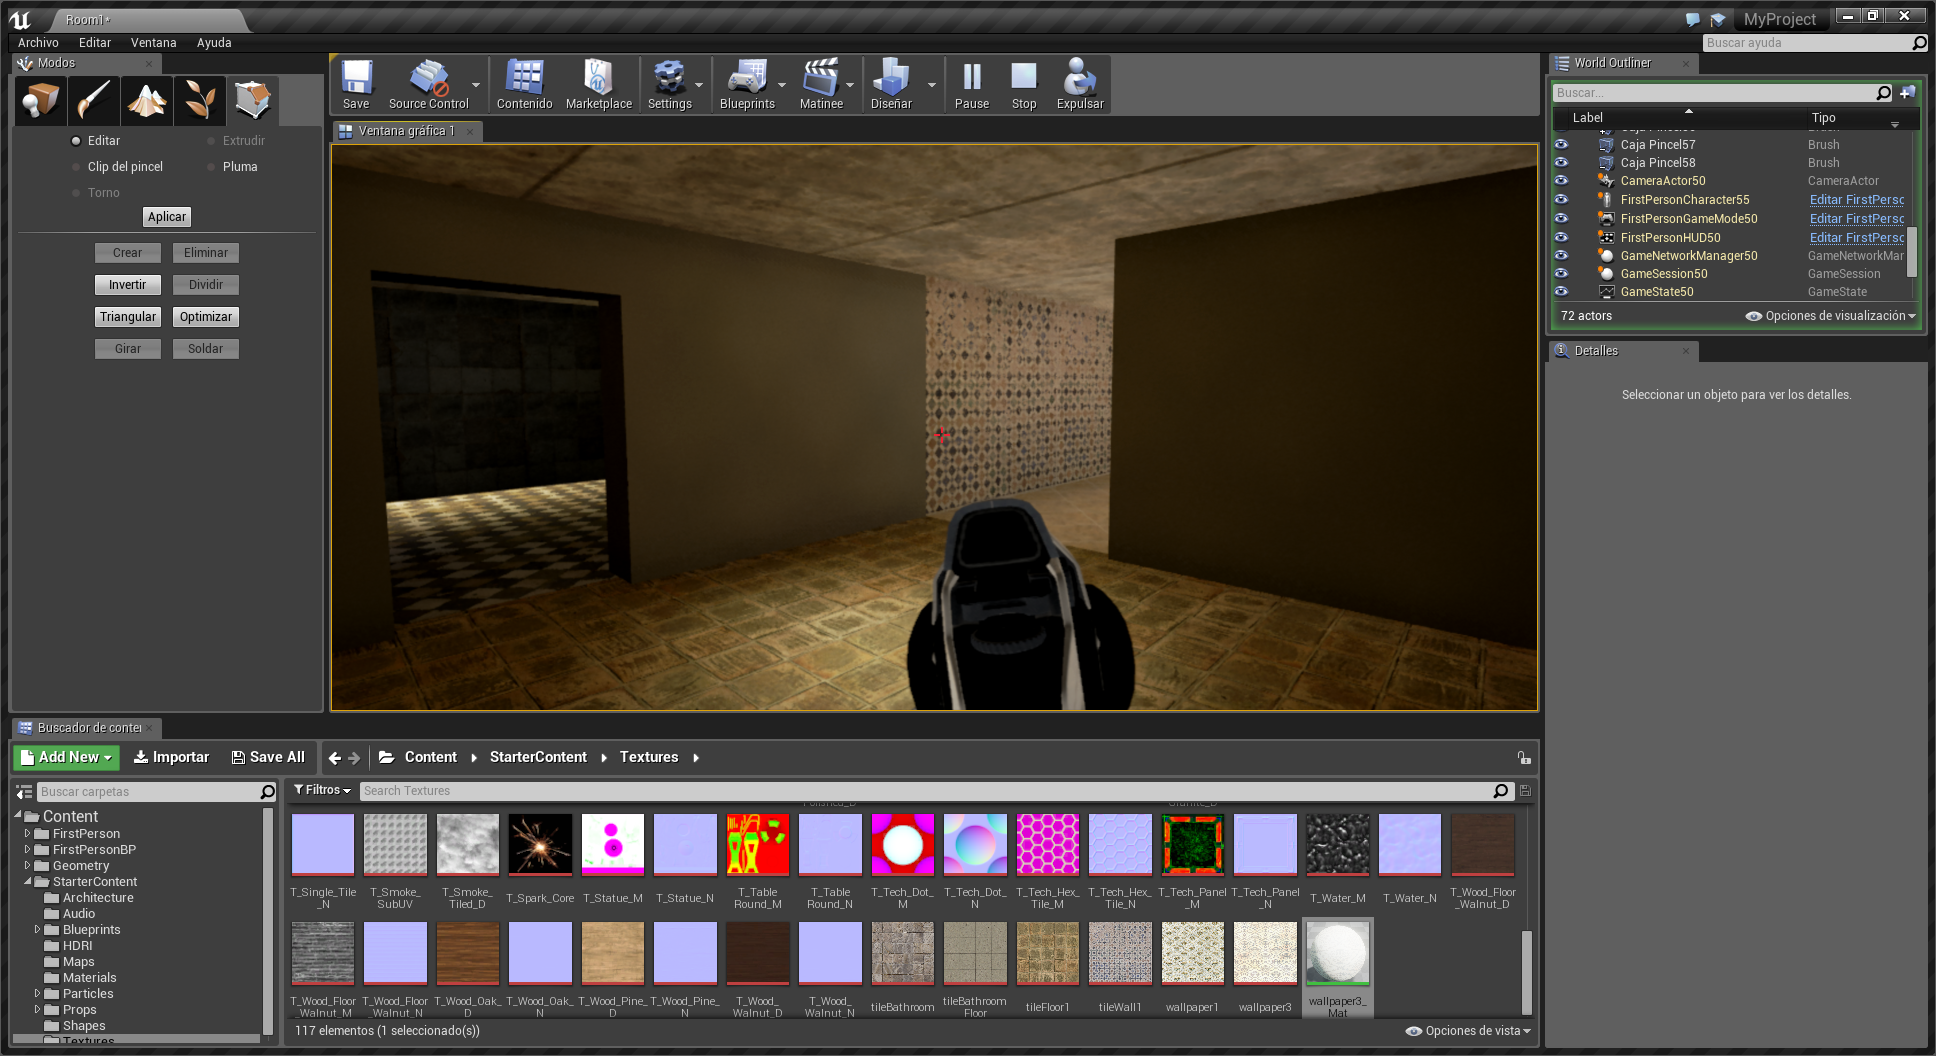 Room1*
MyProject
Archivo Editar Ventana Ayuda
Buscar ayuda
Modos
Editar Extrudir
Clip del pincel Pluma
Torno
Aplicar
Crear Eliminar
Invertir Dividir
Triangular Optimizar
Girar Soldar
Save Source Control Contenido Marketplace Settings Blueprints Matinee Diseñar Pause Stop Expulsar
Ventana gráfica 1
World Outliner
Buscar...
Label Tipo
Caja Pincel57 Brush
Caja Pincel58 Brush
CameraActor50 CameraActor
FirstPersonCharacter55 Editar FirstPerso
FirstPersonGameMode50 Editar FirstPerso
FirstPersonHUD50 Editar FirstPerso
GameNetworkManager50 GameNetworkMar
GameSession50 GameSession
GameState50 GameState
72 actors Opciones de visualización
Detalles
Seleccionar un objeto para ver los detalles.
Buscador de conte
Add New Importar Save All Content StarterContent Textures
Buscar carpetas
Content
FirstPerson
FirstPersonBP
Geometry
StarterContent
Architecture
Audio
Blueprints
HDRI
Maps
Materials
Particles
Props
Shapes
Textures
Filtros Search Textures
T_Single_Tile_N T_Smoke_SubUV T_Smoke_Tiled_D T_Spark_Core T_Statue_M T_Statue_N T_Table Round_M T_Table Round_N T_Tech_Dot_M T_Tech_Dot_N T_Tech_Hex_Tile_M T_Tech_Hex_Tile_N T_Tech_Panel_M T_Tech_Panel_N T_Water_M T_Water_N T_Wood_Floor_Walnut_D
T_Wood_Floor_Walnut_M T_Wood_Floor_Walnut_N T_Wood_Oak_D T_Wood_Oak_N T_Wood_Pine_D T_Wood_Pine_N T_Wood_Walnut_D T_Wood_Walnut_N tileBathroom tileBathroomFloor tileFloor1 tileWall1 wallpaper1 wallpaper3 wallpaper3_Mat
117 elementos (1 seleccionado(s))
Opciones de vista